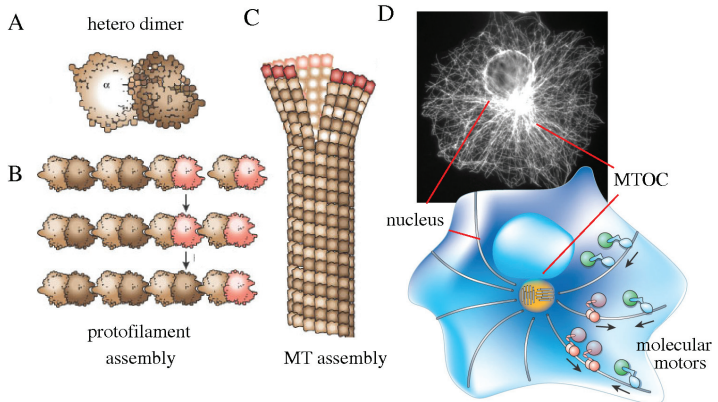 A
hetero dimer
α
β
B
protofilament
assembly
C
MT assembly
D
MTOC
nucleus
molecular
motors